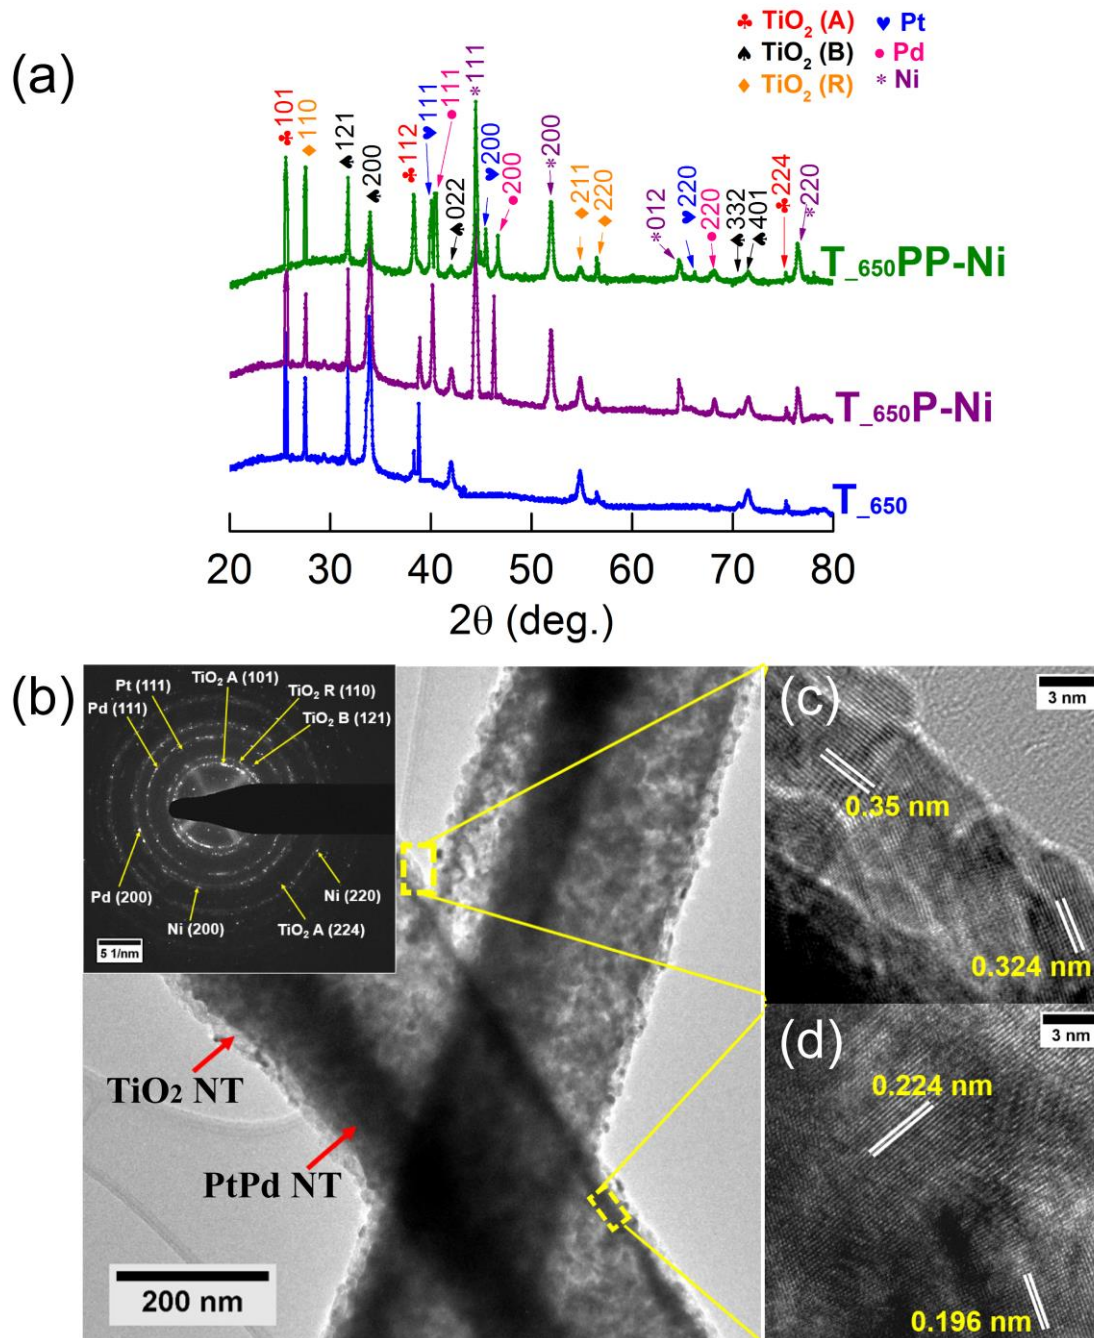 (a)
♣ TiO2 (A) ♥ Pt
♠ TiO2 (B) ● Pd
♦ TiO2 (R) * Ni
♣101
♦110
♠121
♠200
♣112
♥111
●111
♠022
*111
♥200
●200
*200
♦211
♦220
*012
♥220
●220
♠332
♠401
♣224
*220
T_650PP-Ni
T_650P-Ni
T_650
20 30 40 50 60 70 80
2θ (deg.)
(b)
TiO2 A (101)
Pt (111)
TiO2 R (110)
Pd (111)
TiO2 B (121)
Pd (200)
Ni (200)
TiO2 A (224)
Ni (220)
5 1/nm
TiO2 NT
PtPd NT
200 nm
(c)
3 nm
0.35 nm
0.324 nm
(d)
3 nm
0.224 nm
0.196 nm